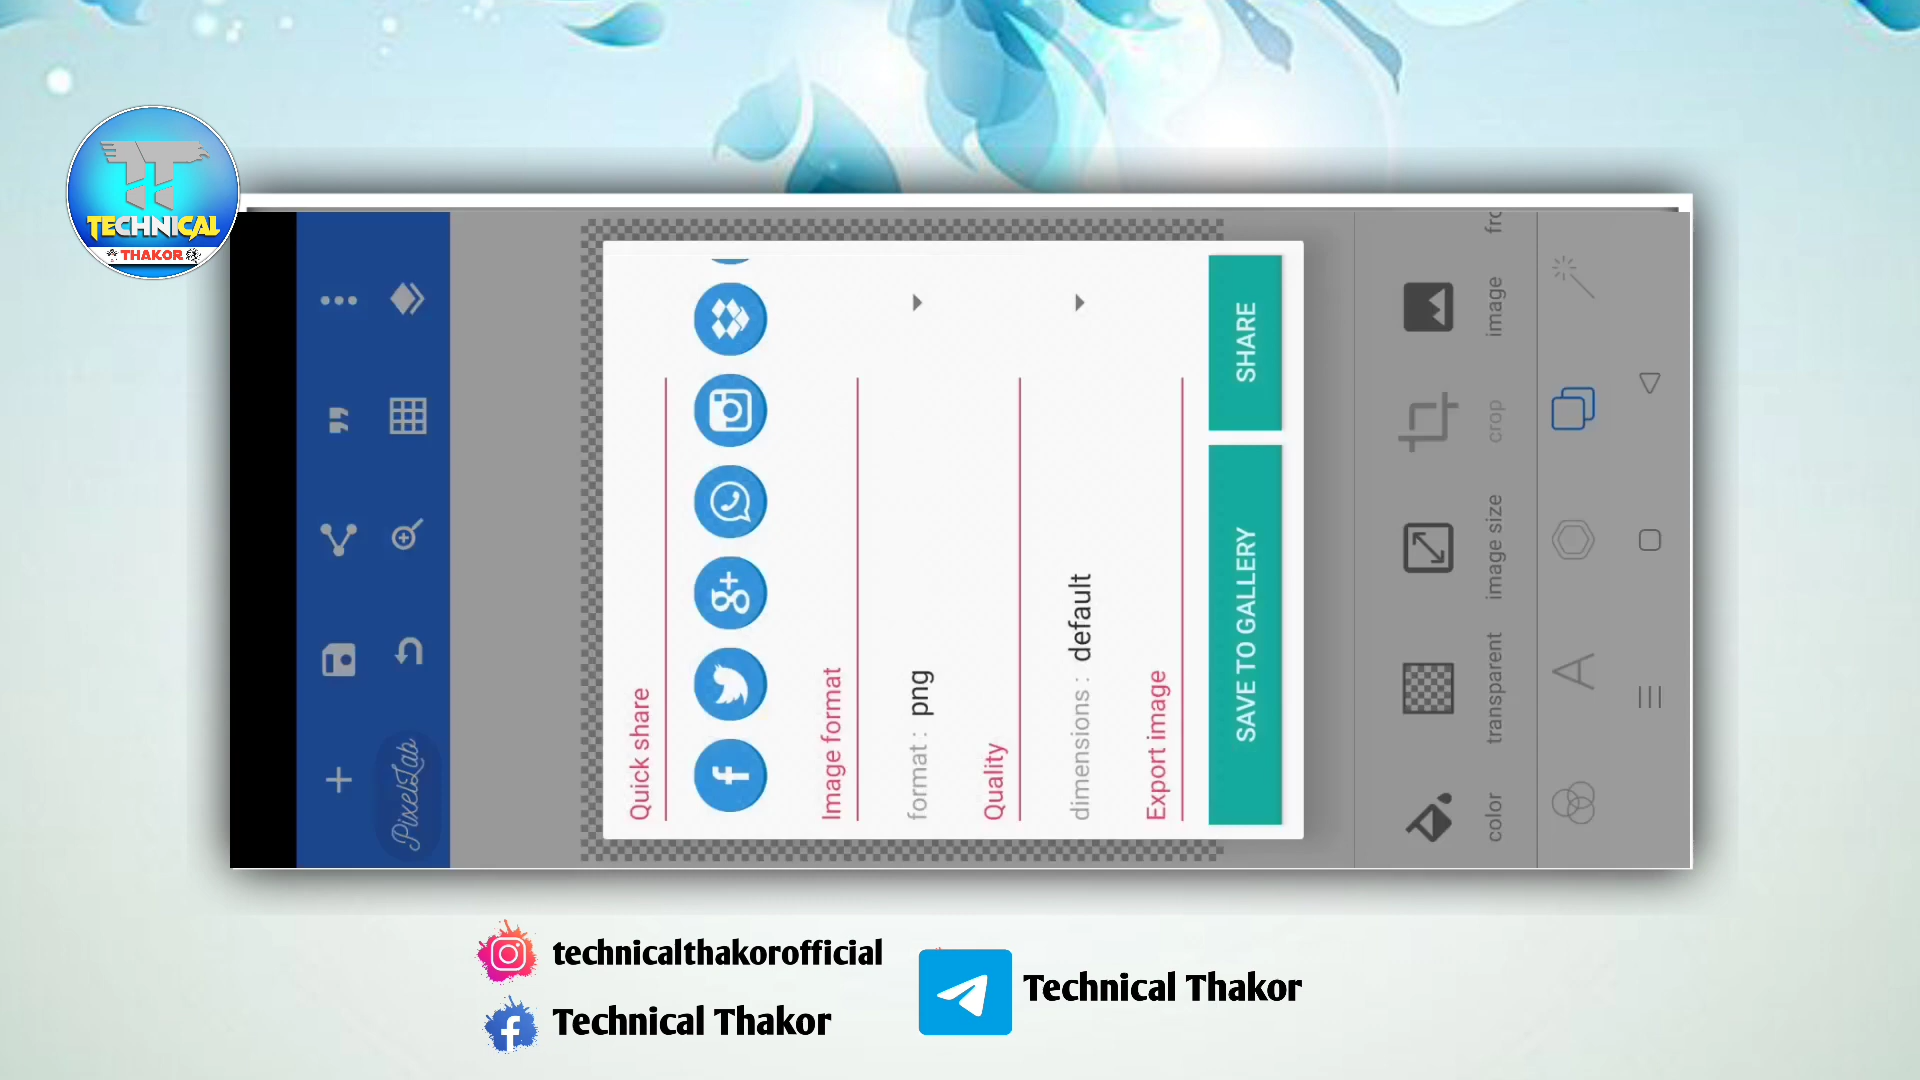 TT
TECHNICAL
THAKOR
PixelLab
Quick share
Image format
format : png
Quality
dimensions : default
Export image
SAVE TO GALLERY
SHARE
color
transparent
image size
crop
image
technicalthakorofficial
Technical Thakor
Technical Thakor